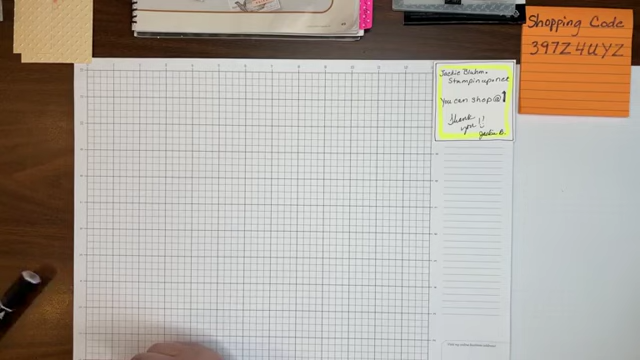 Shopping Code
397Z4UYZ
Jackie Bluhm.
Stampinup.net
You can shop @ 1
Thank
you!!
Jackie B.